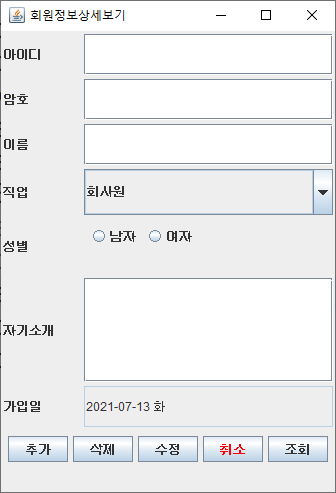 회원정보상세보기
아이디
암호
이름
직업 회사원
성별 남자 여자
자기소개
가입일 2021-07-13 화
추가 삭제 수정 취소 조회